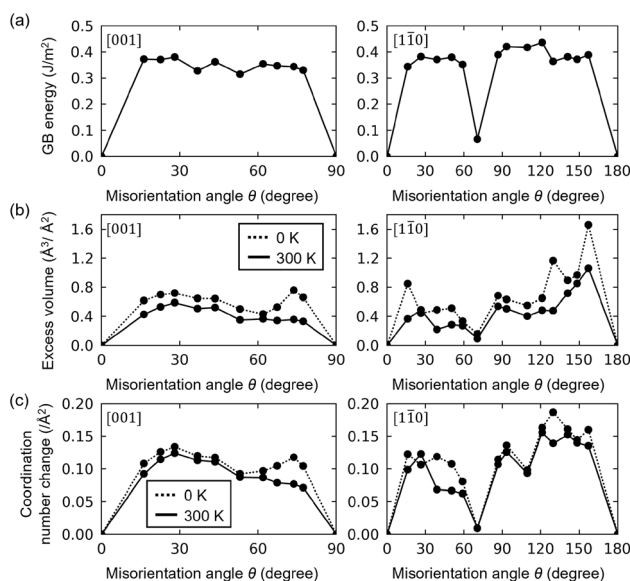 (a)
[001]
[11̅0]
GB energy (J/m²)
0.5
0.4
0.3
0.2
0.1
0.0
0 30 60 90
Misorientation angle θ (degree)
0.5
0.4
0.3
0.2
0.1
0.0
0 30 60 90 120 150 180
Misorientation angle θ (degree)
(b)
[001]
0 K
300 K
[11̅0]
Excess volume (Å³/ Å²)
1.6
1.2
0.8
0.4
0.0
0 30 60 90
Misorientation angle θ (degree)
1.6
1.2
0.8
0.4
0.0
0 30 60 90 120 150 180
Misorientation angle θ (degree)
(c)
[001]
0 K
300 K
[11̅0]
Coordination
number change (/Å²)
0.20
0.15
0.10
0.05
0.00
0 30 60 90
Misorientation angle θ (degree)
0.20
0.15
0.10
0.05
0.00
0 30 60 90 120 150 180
Misorientation angle θ (degree)